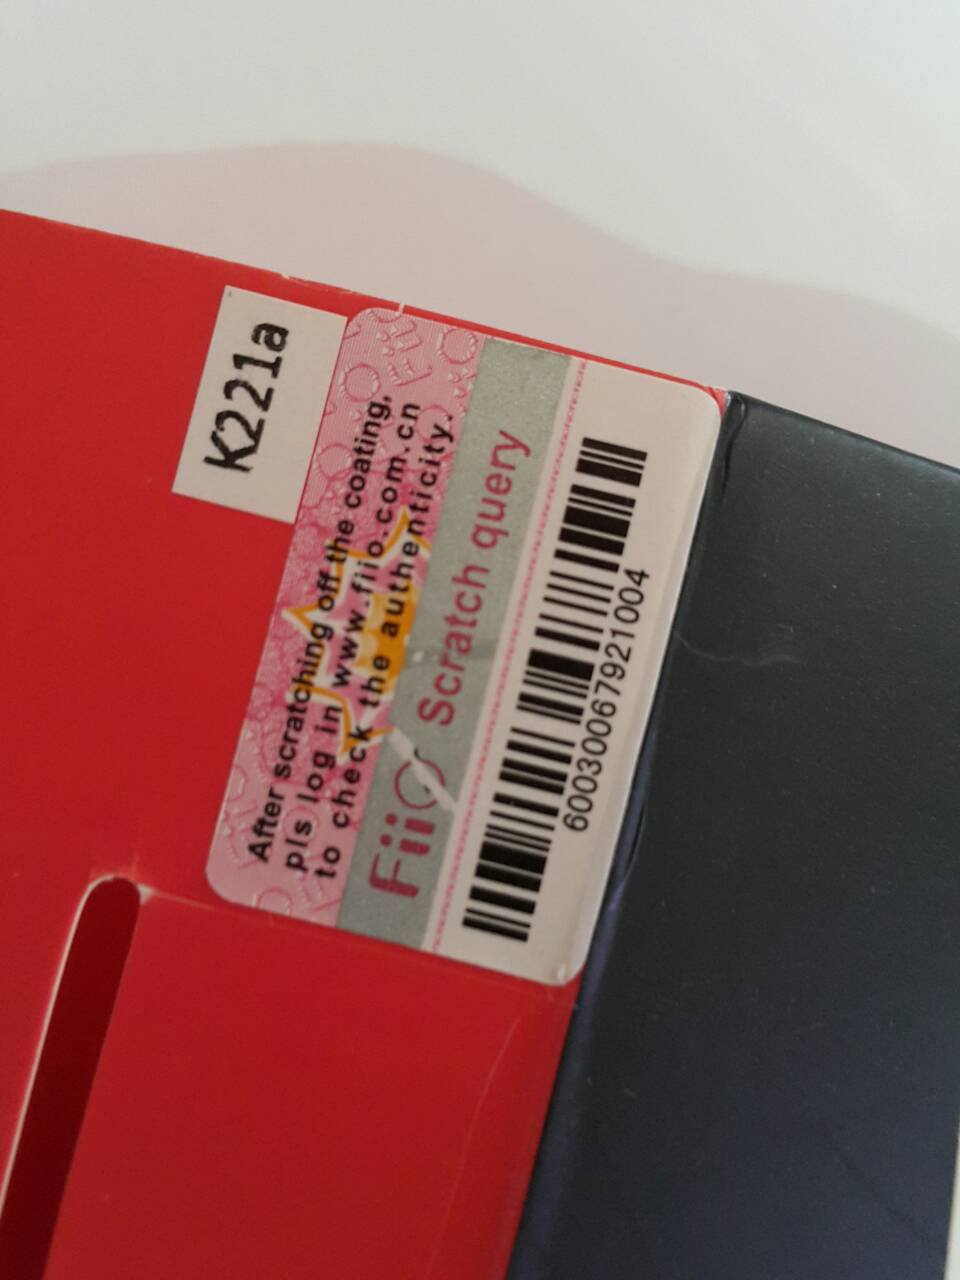 K221a
After scratching off the coating,
pls log in www.fiio.com.cn
to check the authenticity.
FiiO Scratch query
60030067921004